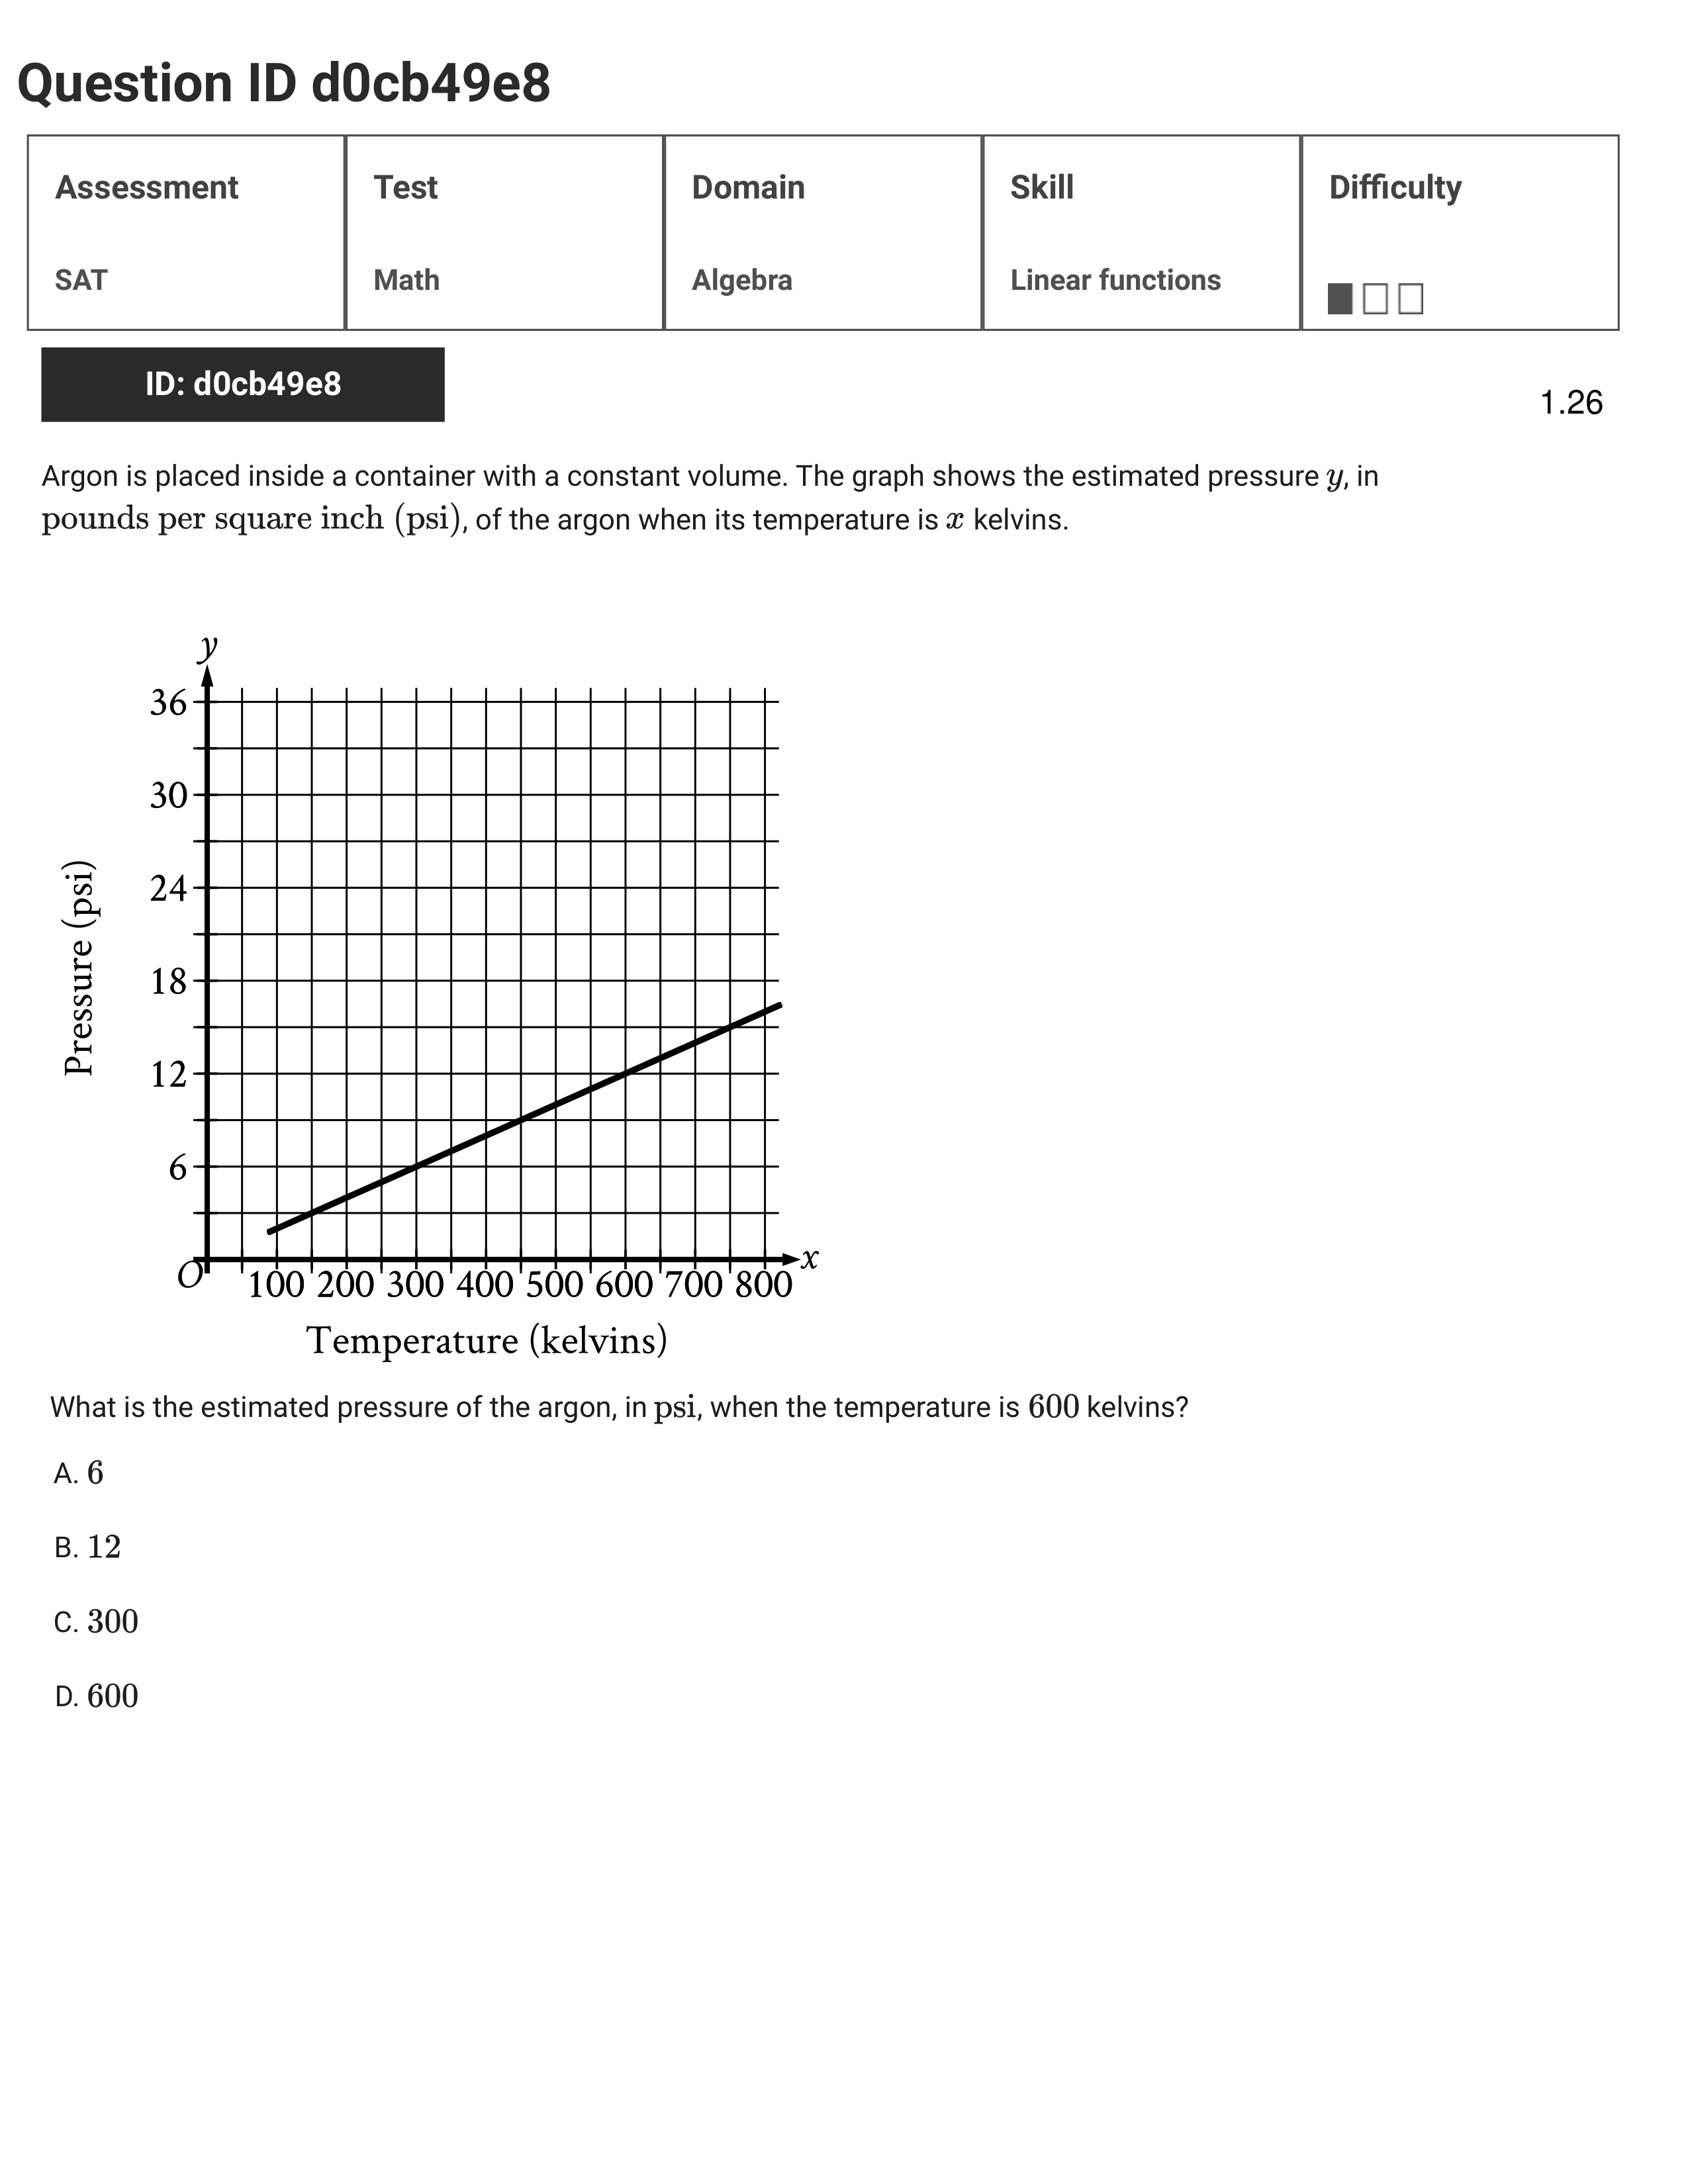 Question ID d0cb49e8
Assessment Test Domain Skill Difficulty
SAT Math Algebra Linear functions
ID: d0cb49e8
1.26
Argon is placed inside a container with a constant volume. The graph shows the estimated pressure y, in
pounds per square inch (psi), of the argon when its temperature is x kelvins.
y
36
30
24
18
12
6
Pressure (psi)
O 100 200 300 400 500 600 700 800 x
Temperature (kelvins)
What is the estimated pressure of the argon, in psi, when the temperature is 600 kelvins?
A. 6
B. 12
C. 300
D. 600